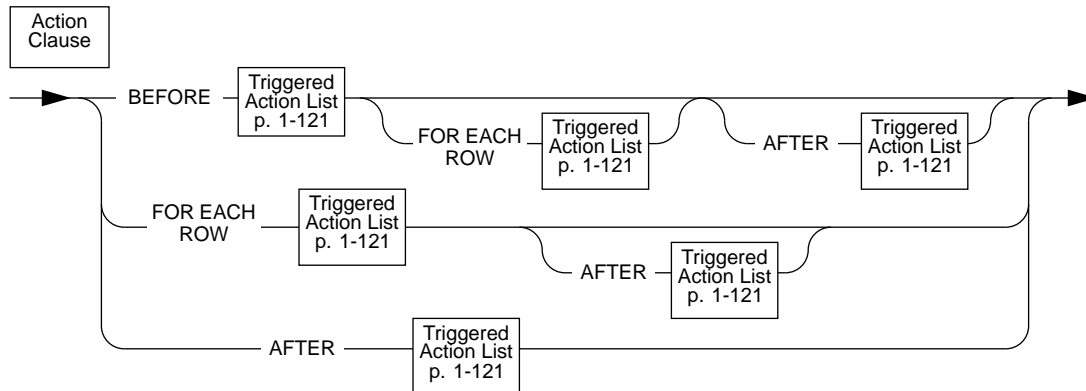 Action
Clause
BEFORE
Triggered
Action List
p. 1-121
FOR EACH
ROW
Triggered
Action List
p. 1-121
AFTER
Triggered
Action List
p. 1-121
FOR EACH
ROW
Triggered
Action List
p. 1-121
AFTER
Triggered
Action List
p. 1-121
AFTER
Triggered
Action List
p. 1-121